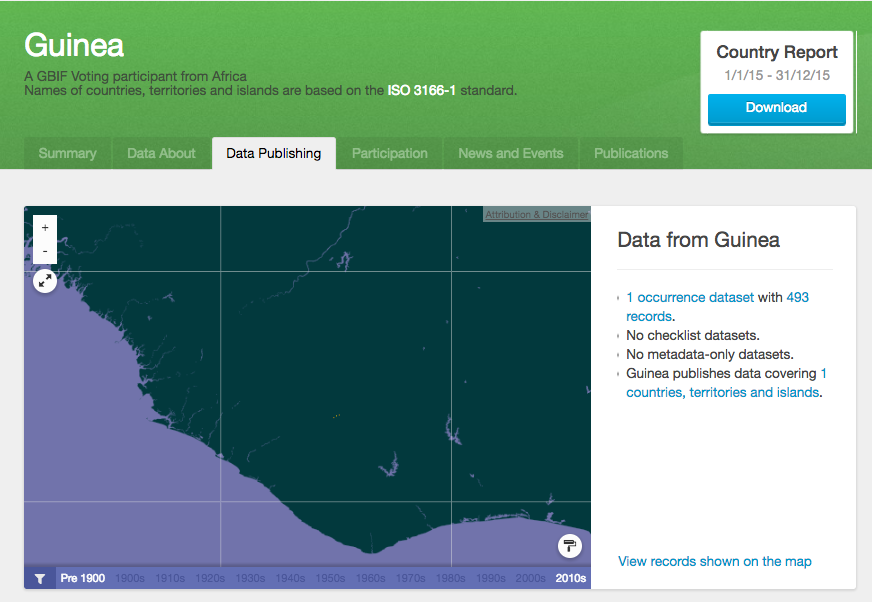 Guinea
A GBIF Voting participant from Africa
Names of countries, territories and islands are based on the ISO 3166-1 standard.
Country Report
1/1/15 - 31/12/15
Download
Summary
Data About
Data Publishing
Participation
News and Events
Publications
+
-
Attribution & Disclaimer
Data from Guinea
1 occurrence dataset with 493
records.
No checklist datasets.
No metadata-only datasets.
Guinea publishes data covering 1
countries, territories and islands.
View records shown on the map
Pre 1900 1900s 1910s 1920s 1930s 1940s 1950s 1960s 1970s 1980s 1990s 2000s 2010s